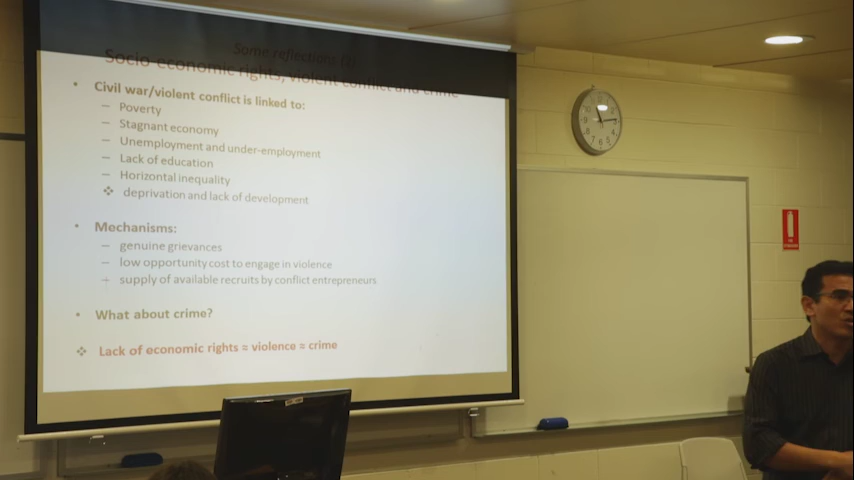 Some reflections (2)
Socio-economic rights, violent conflict and crime
• Civil war/violent conflict is linked to:
– Poverty
– Stagnant economy
– Unemployment and under-employment
– Lack of education
– Horizontal inequality
❖ deprivation and lack of development
• Mechanisms:
– genuine grievances
– low opportunity cost to engage in violence
– supply of available recruits by conflict entrepreneurs
• What about crime?
❖ Lack of economic rights = violence = crime